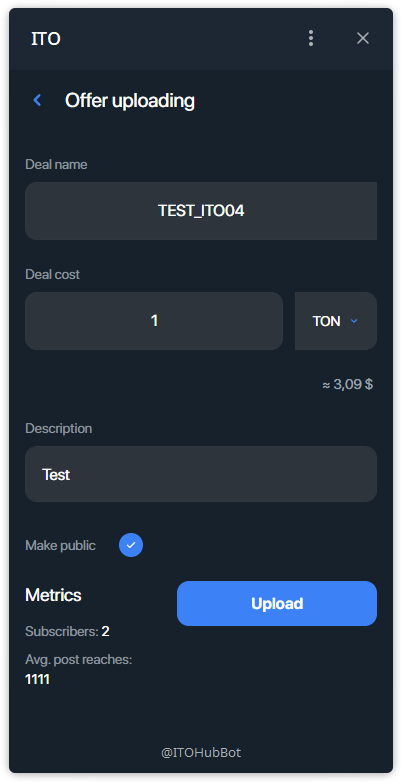 ITO
Offer uploading
Deal name
TEST_ITO04
Deal cost
1
TON
≈ 3,09 $
Description
Test
Make public
Metrics
Upload
Subscribers: 2
Avg. post reaches:
1111
@ITOHubBot